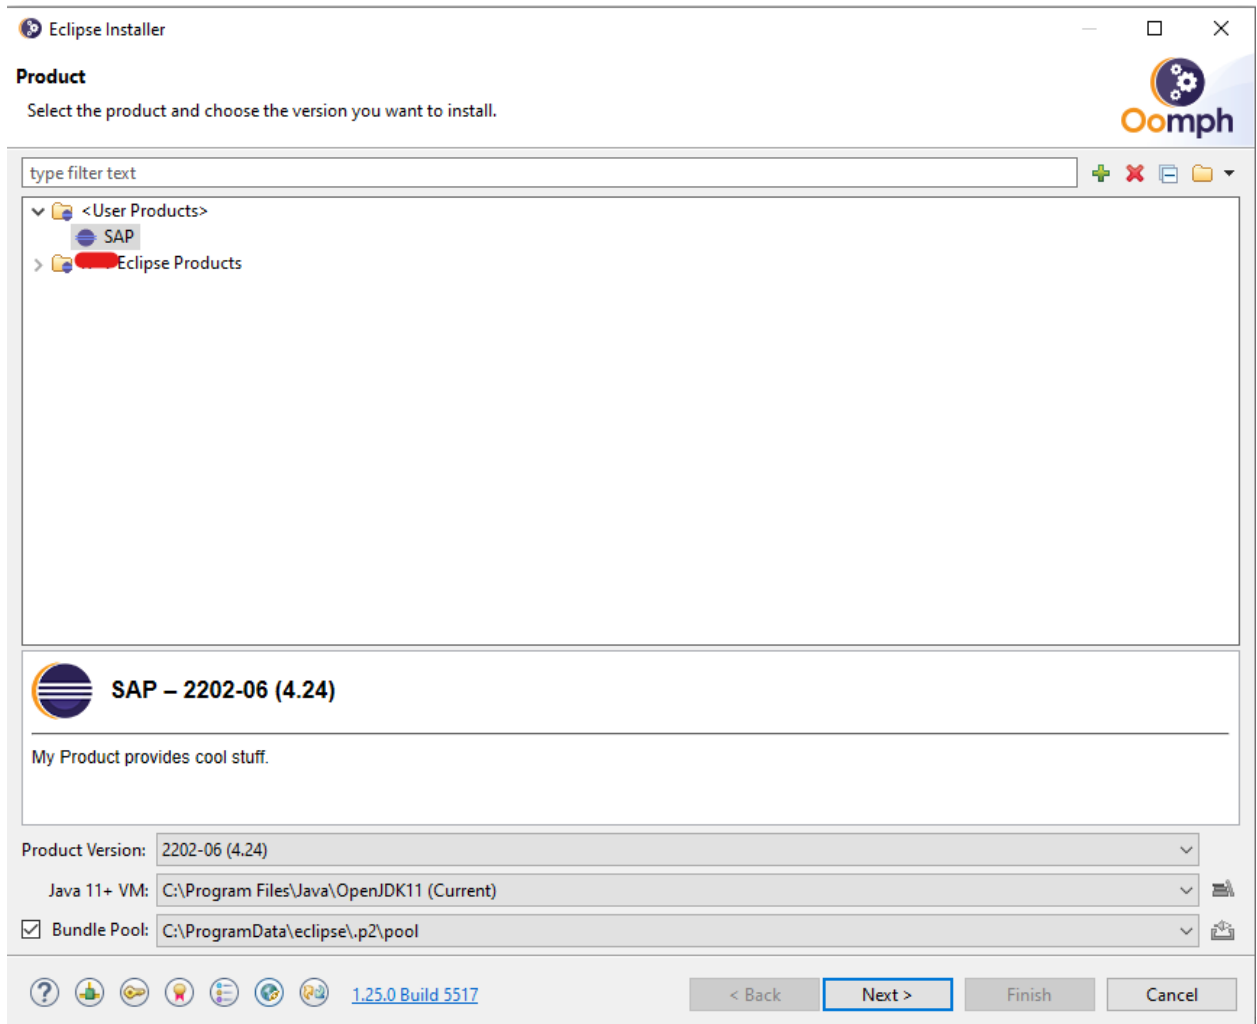 Eclipse Installer
Product
Select the product and choose the version you want to install.
Oomph
type filter text
<User Products>
SAP
Eclipse Products
SAP – 2202-06 (4.24)
My Product provides cool stuff.
Product Version: 2202-06 (4.24)
Java 11+ VM: C:\Program Files\Java\OpenJDK11 (Current)
Bundle Pool: C:\ProgramData\eclipse\.p2\pool
? 1.25.0 Build 5517 < Back Next > Finish Cancel